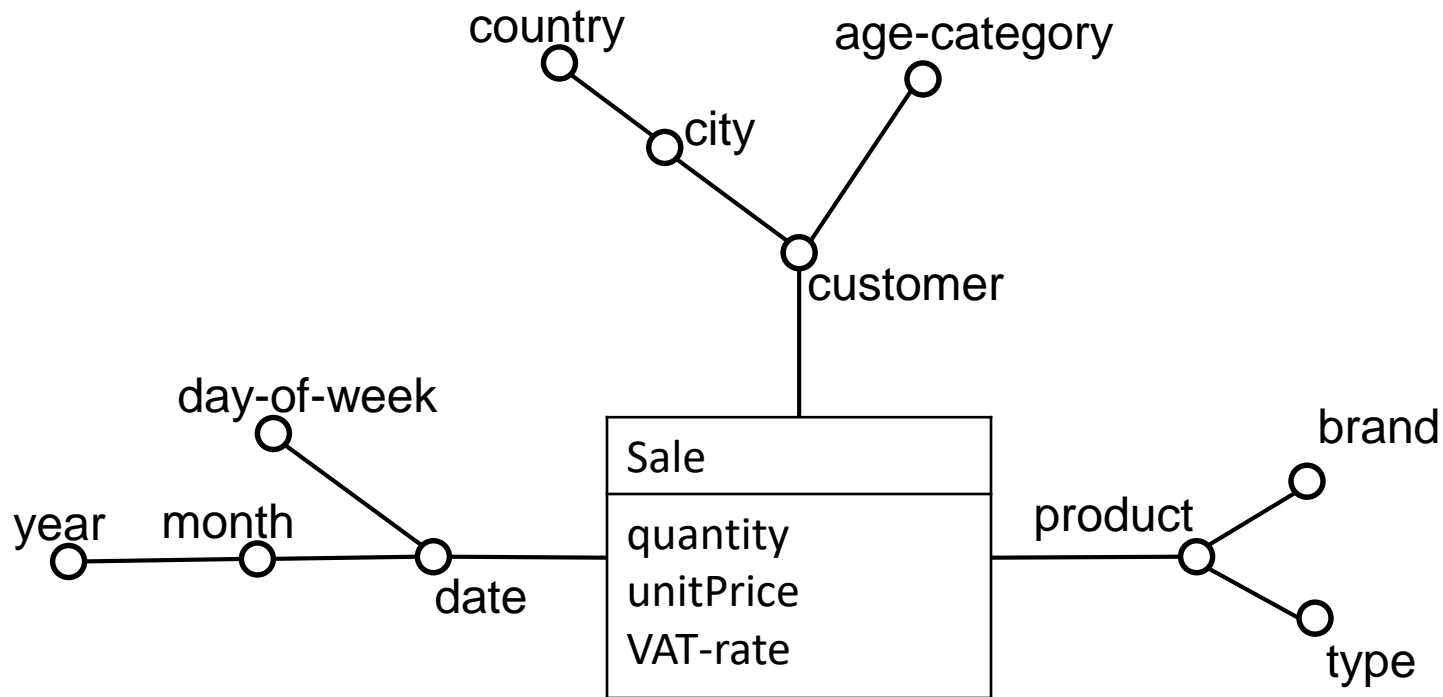 country
age-category
city
customer
day-of-week
year
month
date
Sale
quantity
unitPrice
VAT-rate
product
brand
type